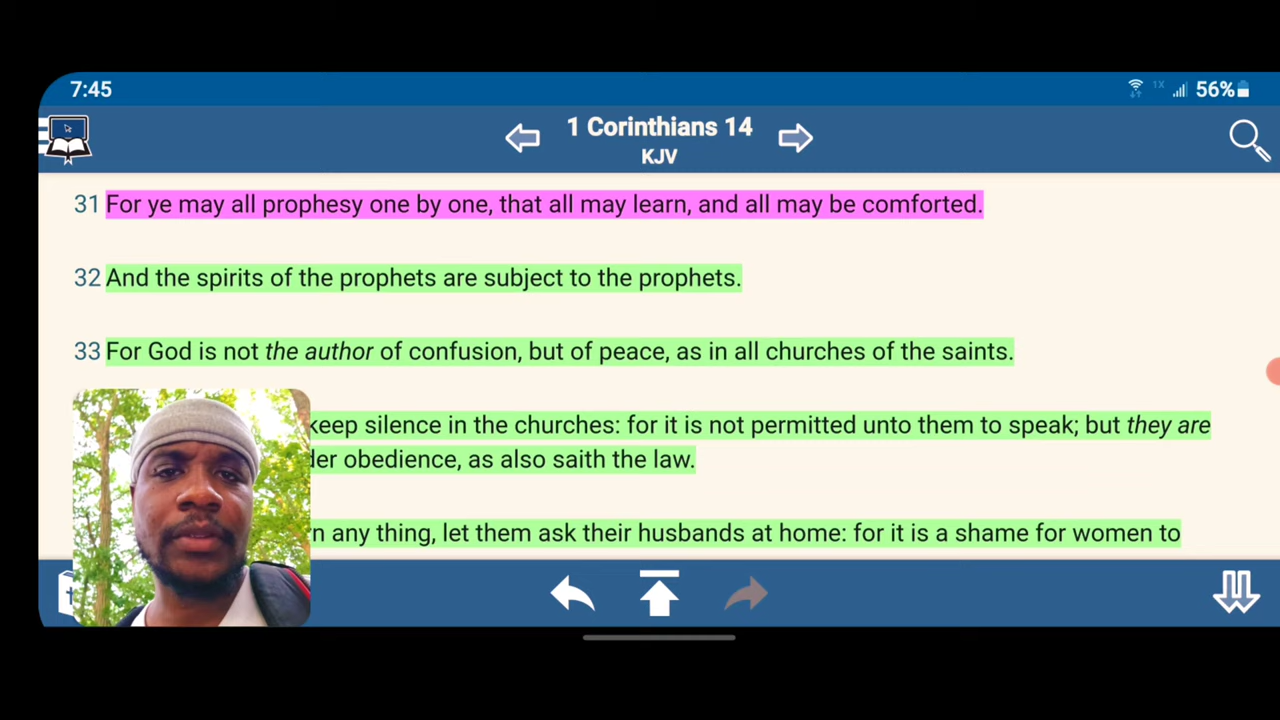 7:45
1X
56%
1 Corinthians 14
KJV
31 For ye may all prophesy one by one, that all may learn, and all may be comforted.
32 And the spirits of the prophets are subject to the prophets.
33 For God is not the author of confusion, but of peace, as in all churches of the saints.
keep silence in the churches: for it is not permitted unto them to speak; but they are
obedience, as also saith the law.
any thing, let them ask their husbands at home: for it is a shame for women to